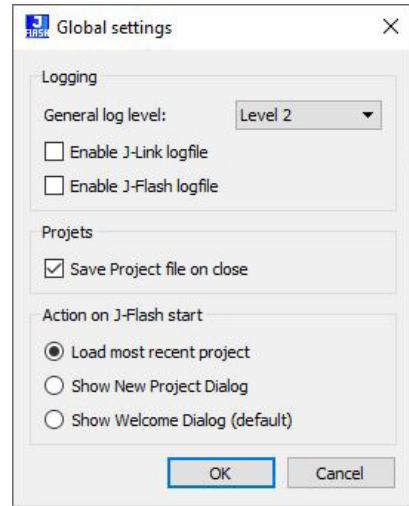 J
FLASH
Global settings
Logging
General log level: Level 2
Enable J-Link logfile
Enable J-Flash logfile
Projets
Save Project file on close
Action on J-Flash start
Load most recent project
Show New Project Dialog
Show Welcome Dialog (default)
OK Cancel